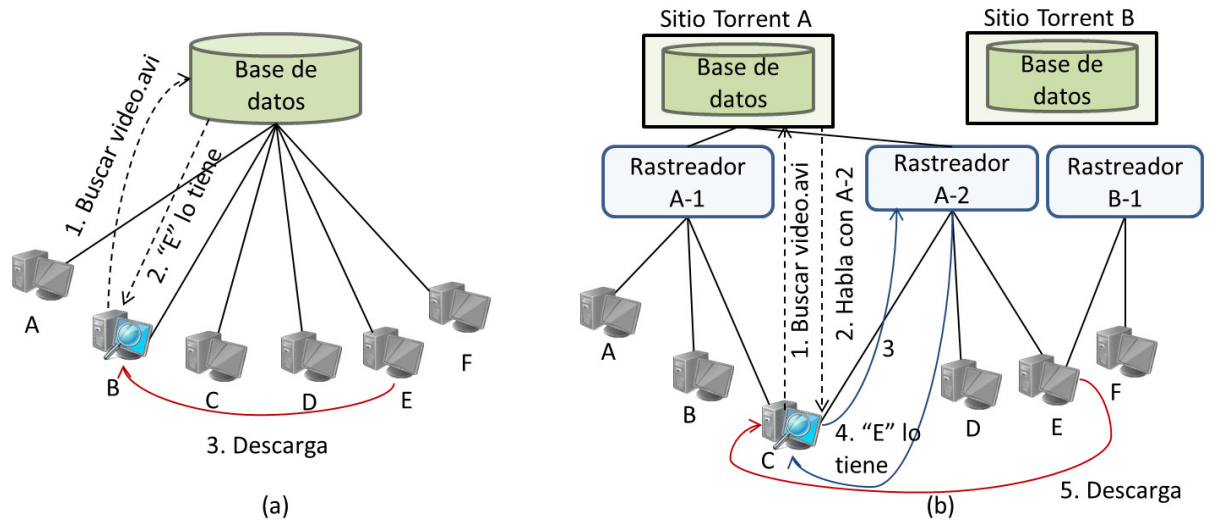 Base de
datos
1. Buscar video.avi
2. “E” lo tiene
A
B
C
D
E
F
3. Descarga
(a)
Sitio Torrent A
Sitio Torrent B
Base de
datos
Base de
datos
Rastreador
A-1
Rastreador
A-2
Rastreador
B-1
1. Buscar video.avi
2. Habla con A-2
3
A
B
C
4. “E” lo
tiene
D
E
F
5. Descarga
(b)